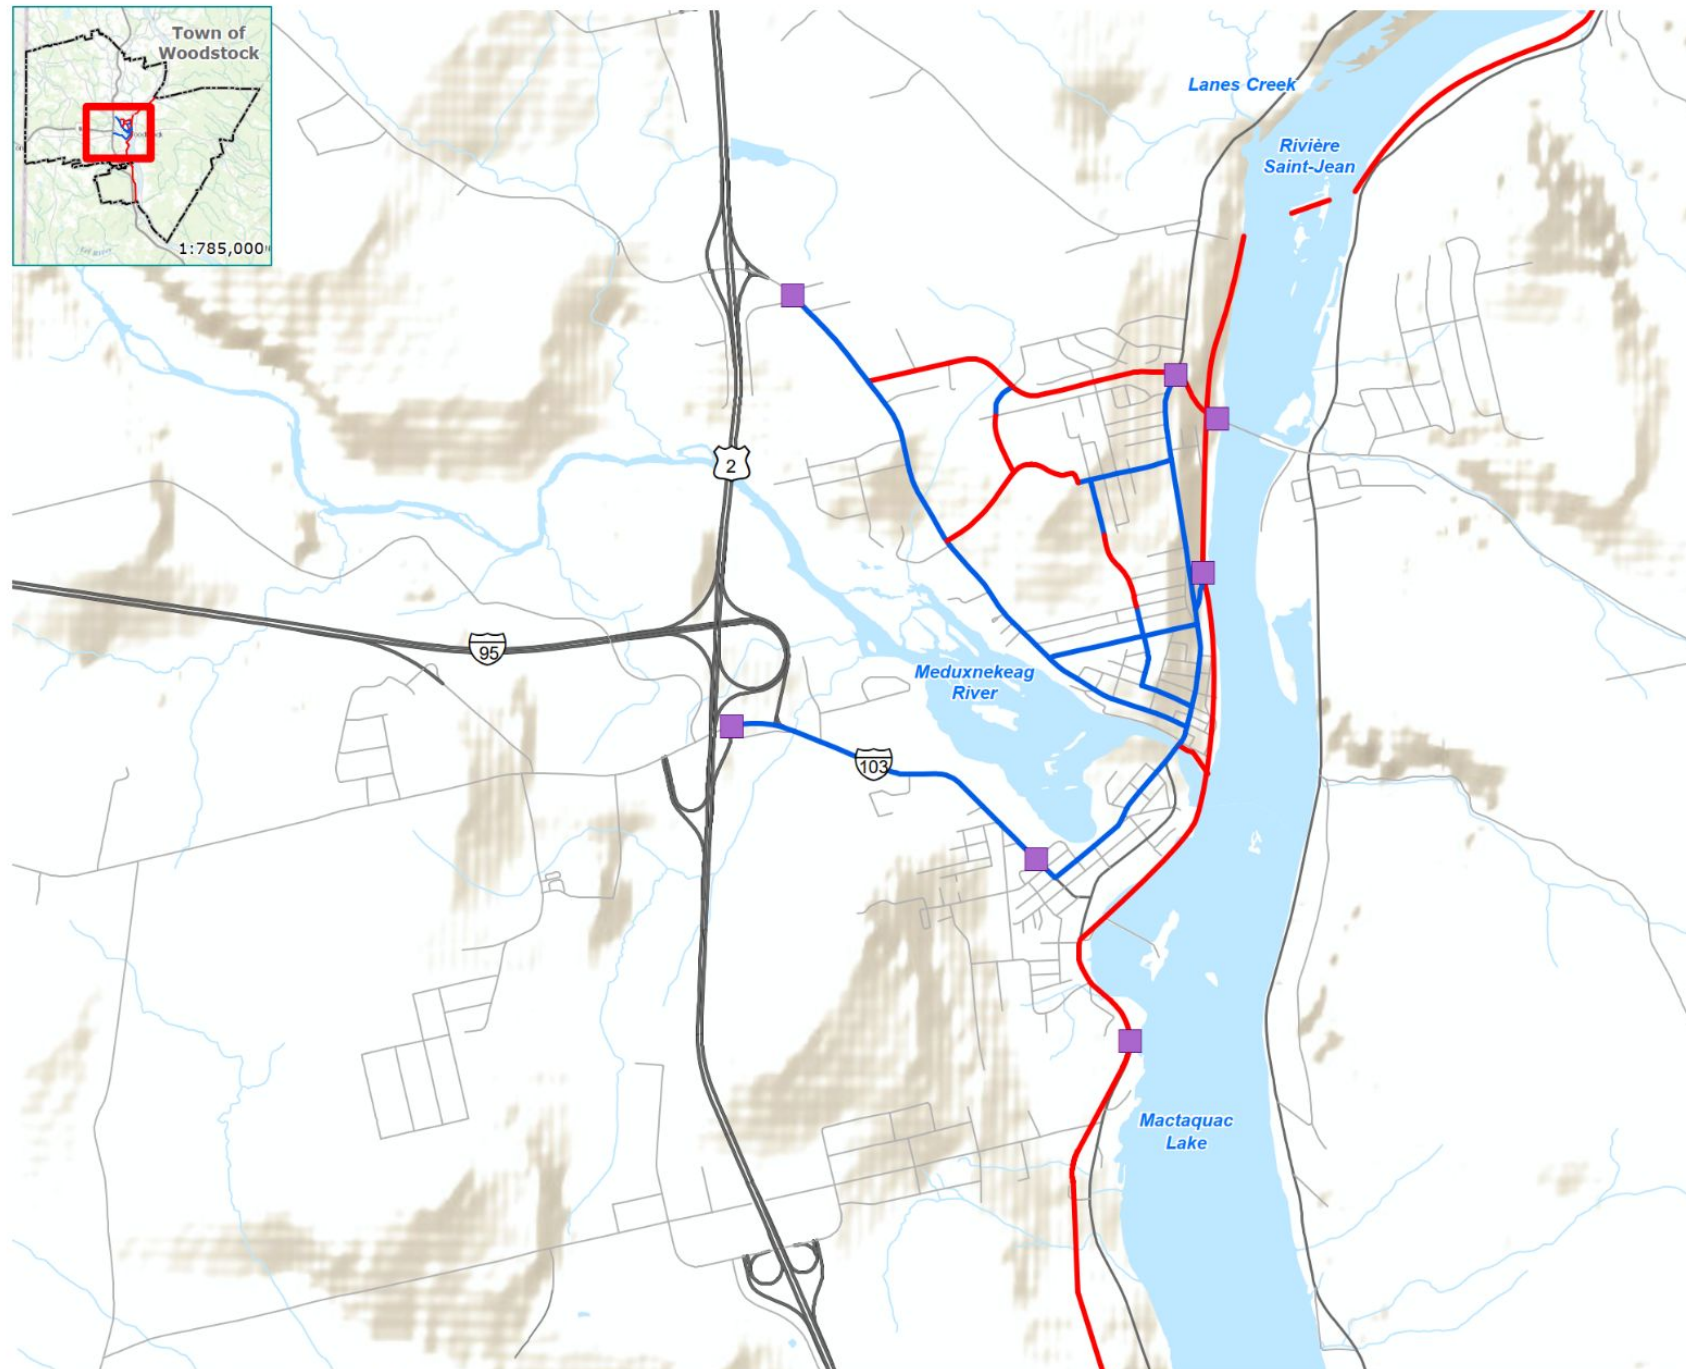 Town of
Woodstock
1:785,000
Lanes Creek
Rivière
Saint-Jean
2
95
Meduxnekeag
River
103
Mactaquac
Lake